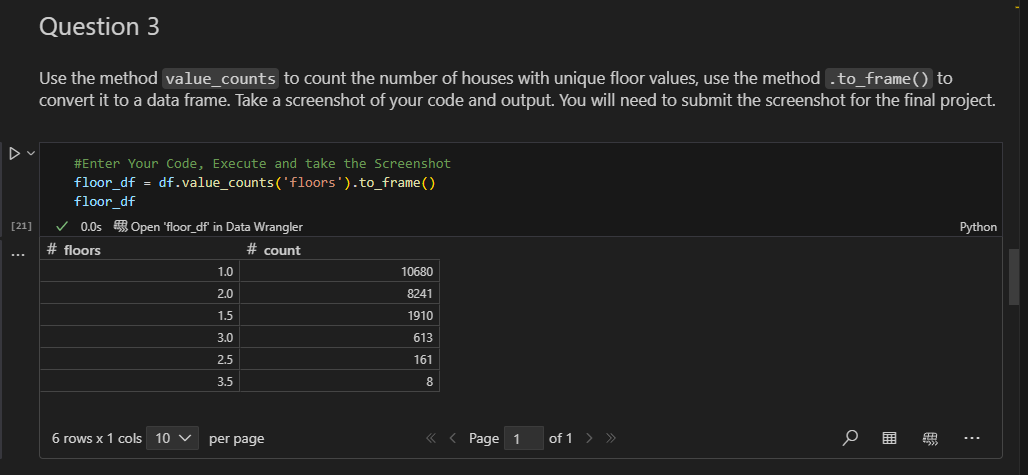 Question 3
Use the method value_counts to count the number of houses with unique floor values, use the method .to_frame() to
convert it to a data frame. Take a screenshot of your code and output. You will need to submit the screenshot for the final project.
#Enter Your Code, Execute and take the Screenshot
floor_df = df.value_counts('floors').to_frame()
floor_df
[21] ✓ 0.0s Open 'floor_df' in Data Wrangler Python
... # floors # count
1.0 10680
2.0 8241
1.5 1910
3.0 613
2.5 161
3.5 8
6 rows x 1 cols 10 per page « < Page 1 of 1 > » ...